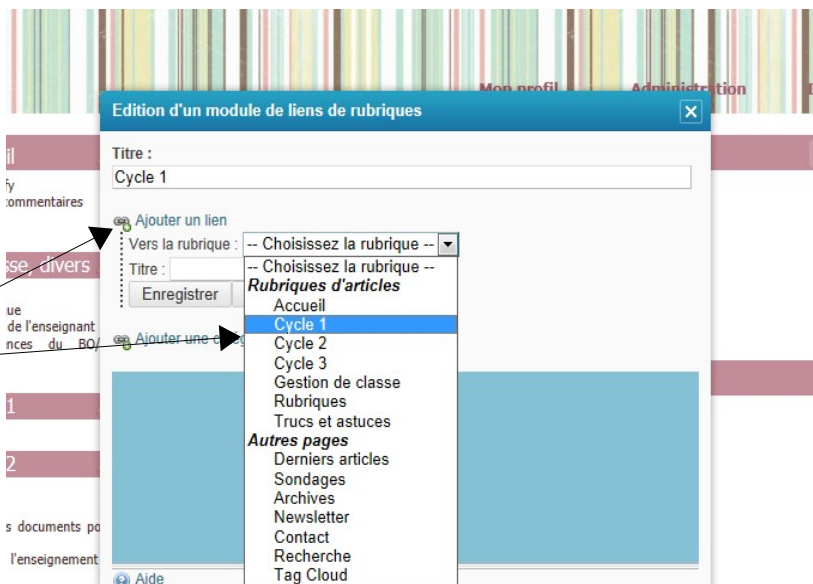 Mon profil Administration
Edition d'un module de liens de rubriques
Titre :
Cycle 1
Ajouter un lien
Vers la rubrique : -- Choisissez la rubrique --
Titre :
Enregistrer
-- Choisissez la rubrique --
Rubriques d'articles
Accueil
Cycle 1
Cycle 2
Cycle 3
Gestion de classe
Rubriques
Trucs et astuces
Autres pages
Derniers articles
Sondages
Archives
Newsletter
Contact
Recherche
Tag Cloud
Ajouter une
Aide
commentaires
divers
de l'enseignant
du BO/
1
2
documents
l'enseignement